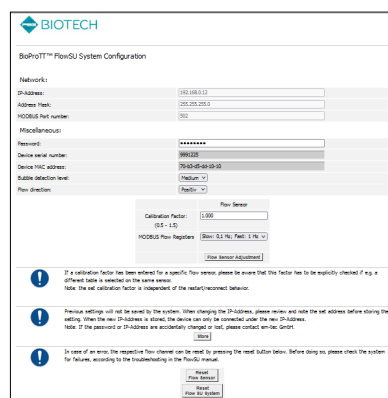 BIOTECH
BioProTT™ FlowSU System Configuration
Network:
IP-Address: 192.168.0.12
Address Mask: 255.255.255.0
MODBUS Port number: 502
Miscellaneous:
Password: ••••••••
Device serial number: 9991225
Device MAC address: 70-b3-d5-dd-10-16
Bubble detection level: Medium
Flow direction: Positiv
Flow Sensor
Calibration Factor: 1.000
(0.5 - 1.5)
MODBUS Flow Registers Slow: 0,1 Hz; Fast: 1 Hz
Flow Sensor Adjustment
If a calibration factor has been entered for a specific flow sensor, please be aware that this factor has to be explicitly checked if e.g. a
different table is selected on the same sensor.
Note: the set calibration factor is independent of the restart/reconnect behavior.
Previous settings will not be saved by the system. When changing the IP-Address, please review and note the set address before storing the
setting. When the new IP-Address is stored, the device can only be connected under the new IP-Address.
Note: If the password or IP-Address are accidentally changed or lost, please contact em-tec GmbH.
Store
In case of an error, the respective flow channel can be reset by pressing the reset button below. Before doing so, please check the system
for failures, according to the troubleshooting in the FlowSU manual.
Reset
Flow Sensor
Reset
Flow SU System